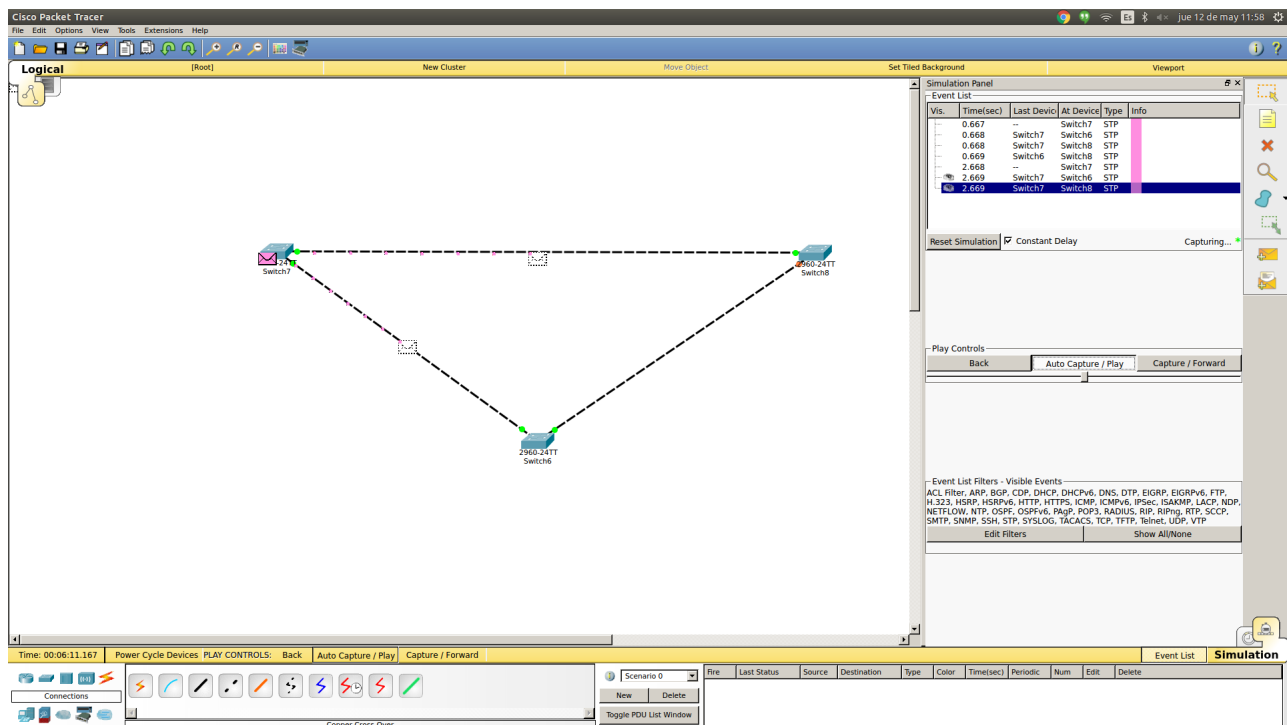 Cisco Packet Tracer
Es jue 12 de may 11:58
File Edit Options View Tools Extensions Help
Logical [Root] New Cluster Move Object Set Tiled Background Viewport
Simulation Panel
Event List
Vis. Time(sec) Last Devic At Device Type Info
0.667 -- Switch7 STP
0.668 Switch7 Switch6 STP
0.668 Switch7 Switch8 STP
0.669 Switch6 Switch8 STP
2.668 -- Switch7 STP
2.669 Switch7 Switch6 STP
2.669 Switch7 Switch8 STP
Reset Simulation Constant Delay Capturing...
-24TT
Switch7
2960-24TT
Switch8
2960-24TT
Switch6
Play Controls
Back Auto Capture / Play Capture / Forward
Event List Filters - Visible Events
ACL Filter, ARP, BGP, CDP, DHCP, DHCPv6, DNS, DTP, EIGRP, EIGRPv6, FTP,
H.323, HSRP, HSRPv6, HTTP, HTTPS, ICMP, ICMPv6, IPSec, ISAKMP, LACP, NDP,
NETFLOW, NTP, OSPF, OSPFv6, PAgP, POP3, RADIUS, RIP, RIPng, RTP, SCCP,
SMTP, SNMP, SSH, STP, SYSLOG, TACACS, TCP, TFTP, Telnet, UDP, VTP
Edit Filters Show All/None
Time: 00:06:11.167 Power Cycle Devices PLAY CONTROLS: Back Auto Capture / Play Capture / Forward Event List Simulation
Connections
Scenario 0
New Delete
Toggle PDU List Window
Fire Last Status Source Destination Type Color Time(sec) Periodic Num Edit Delete
Copper Cross-Over